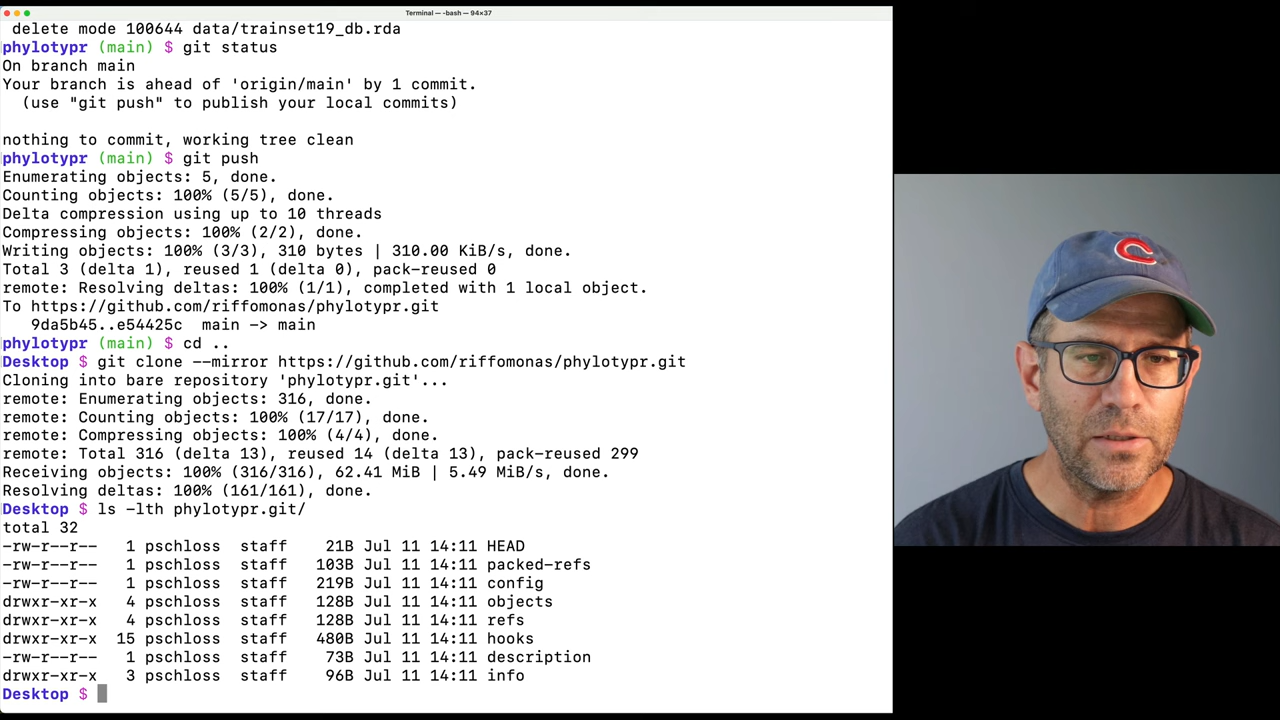 Terminal — -bash — 94×37
delete mode 100644 data/trainset19_db.rda
phylotypr (main) $ git status
On branch main
Your branch is ahead of 'origin/main' by 1 commit.
(use "git push" to publish your local commits)
nothing to commit, working tree clean
phylotypr (main) $ git push
Enumerating objects: 5, done.
Counting objects: 100% (5/5), done.
Delta compression using up to 10 threads
Compressing objects: 100% (2/2), done.
Writing objects: 100% (3/3), 310 bytes | 310.00 KiB/s, done.
Total 3 (delta 1), reused 1 (delta 0), pack-reused 0
remote: Resolving deltas: 100% (1/1), completed with 1 local object.
To https://github.com/riffomonas/phylotypr.git
9da5b45..e54425c  main -> main
phylotypr (main) $ cd ..
Desktop $ git clone --mirror https://github.com/riffomonas/phylotypr.git
Cloning into bare repository 'phylotypr.git'...
remote: Enumerating objects: 316, done.
remote: Counting objects: 100% (17/17), done.
remote: Compressing objects: 100% (4/4), done.
remote: Total 316 (delta 13), reused 14 (delta 13), pack-reused 299
Receiving objects: 100% (316/316), 62.41 MiB | 5.49 MiB/s, done.
Resolving deltas: 100% (161/161), done.
Desktop $ ls -lth phylotypr.git/
total 32
-rw-r--r--   1 pschloss  staff    21B Jul 11 14:11 HEAD
-rw-r--r--   1 pschloss  staff   103B Jul 11 14:11 packed-refs
-rw-r--r--   1 pschloss  staff   219B Jul 11 14:11 config
drwxr-xr-x   4 pschloss  staff   128B Jul 11 14:11 objects
drwxr-xr-x   4 pschloss  staff   128B Jul 11 14:11 refs
drwxr-xr-x  15 pschloss  staff   480B Jul 11 14:11 hooks
-rw-r--r--   1 pschloss  staff    73B Jul 11 14:11 description
drwxr-xr-x   3 pschloss  staff    96B Jul 11 14:11 info
Desktop $
C